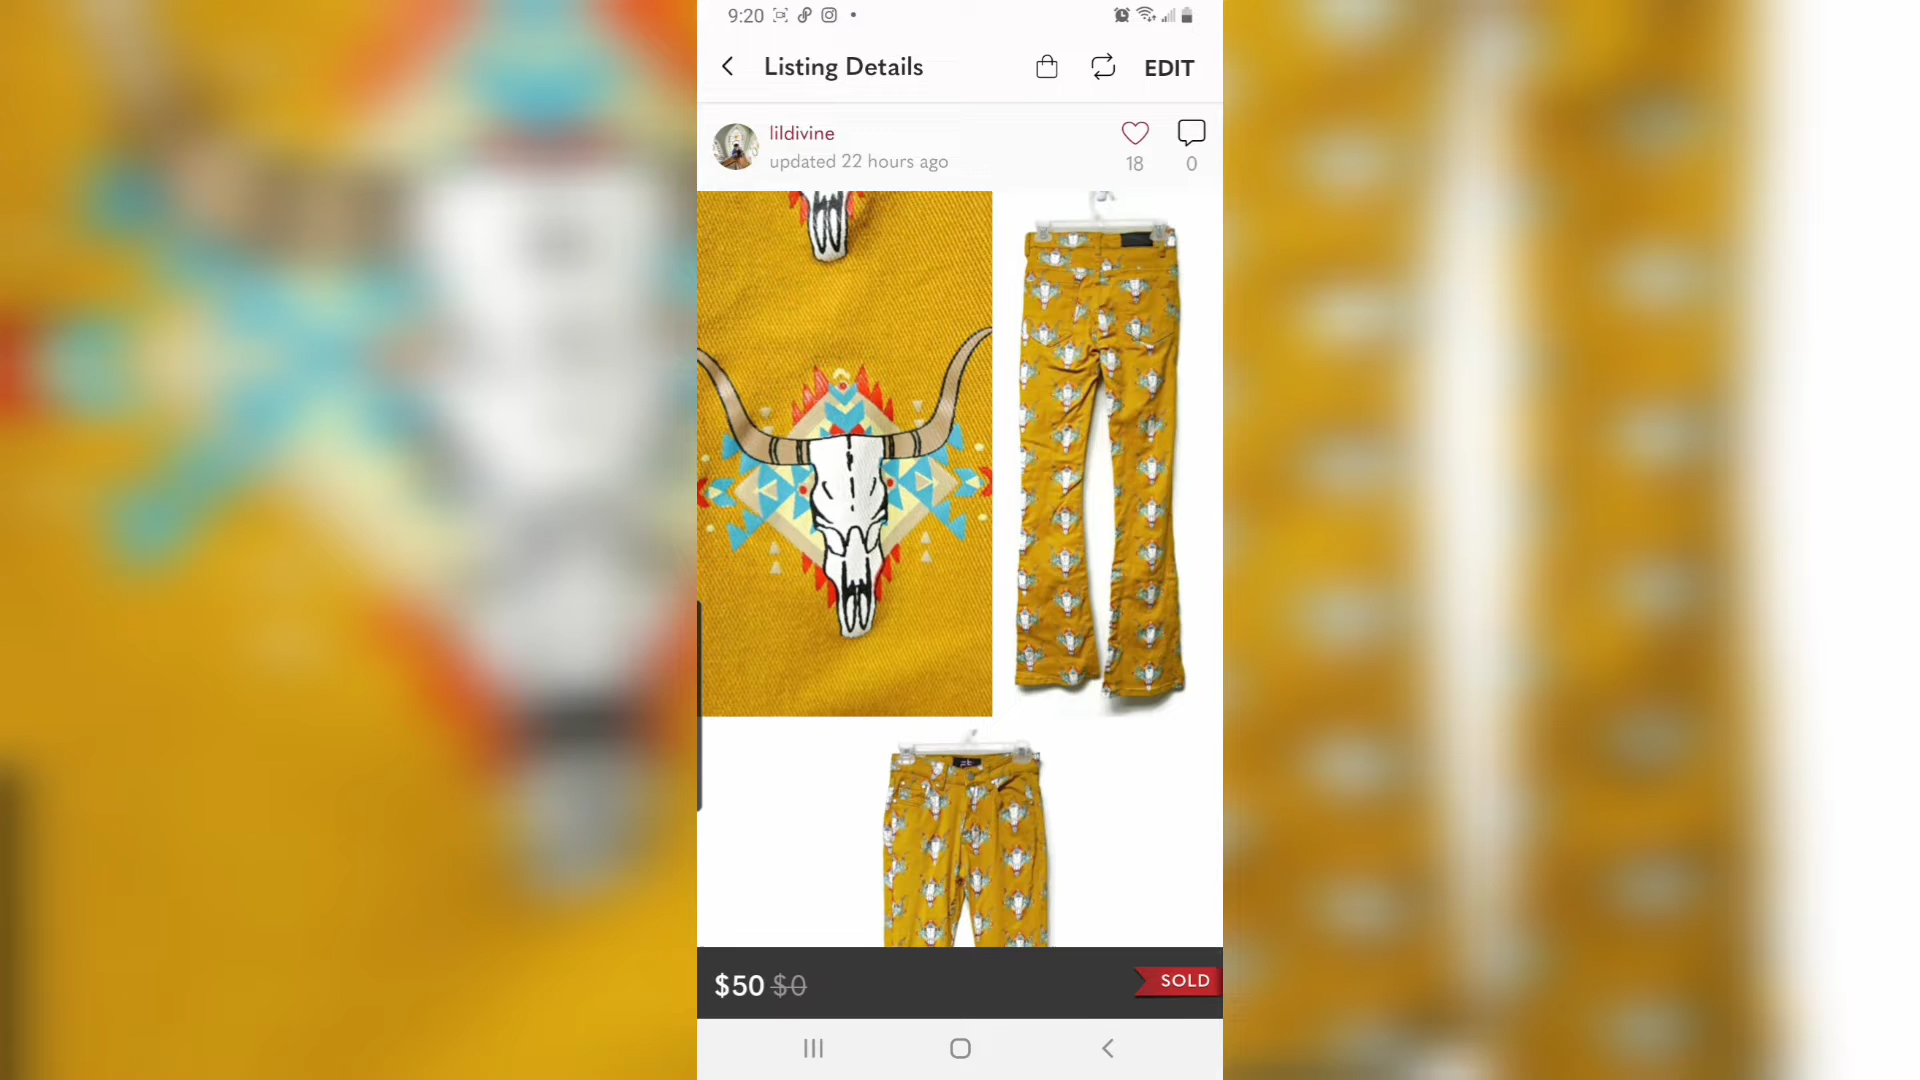 9:20
Listing Details
EDIT
lildivine
updated 22 hours ago
18
0
$50 $0
SOLD